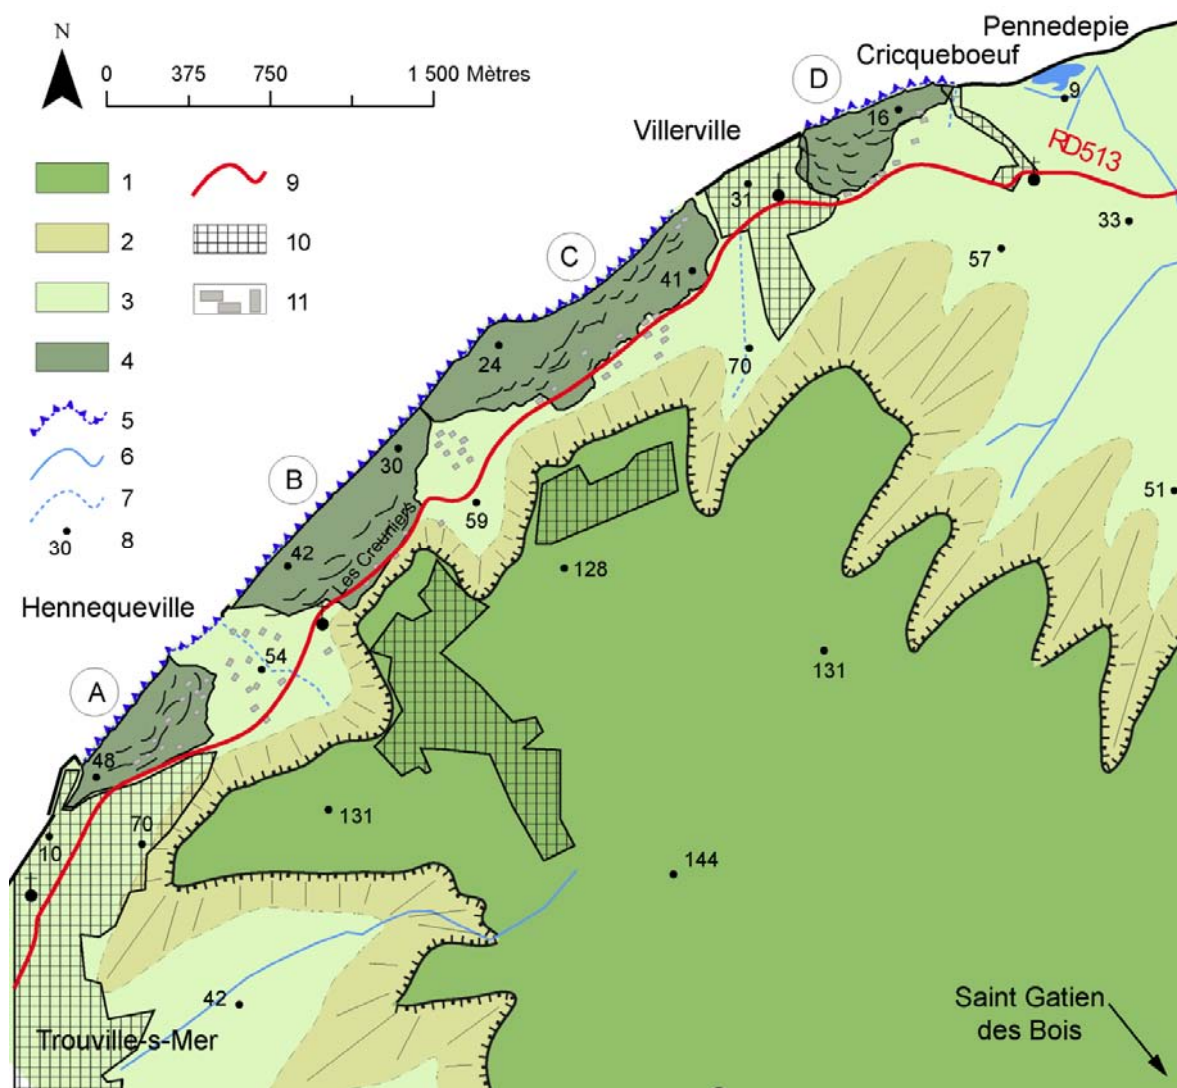 N
0 375 750 1 500 Mètres
Pennedepie
Cricqueboeuf
D
Villerville
16
9
RD513
1 9
31
33
2 10
57
C
41
3 11
4
24
70
5
30
6
B
59
51
7
42
Les Creuniers
30 8
128
Hennequeville
54
131
A
48
131
10
70
144
42
Saint Gatien
des Bois
Trouville-s-Mer